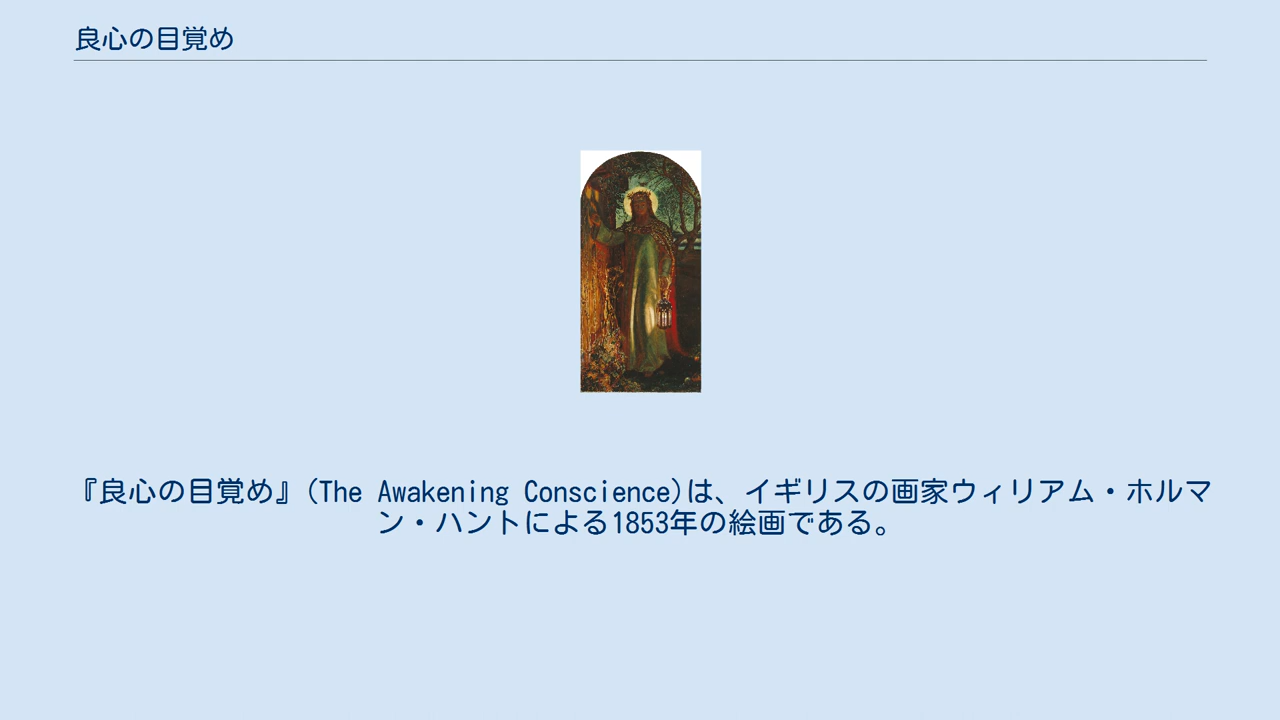 良心の目覚め
『良心の目覚め』(The Awakening Conscience)は、イギリスの画家ウィリアム・ホルマ
ン・ハントによる1853年の絵画である。